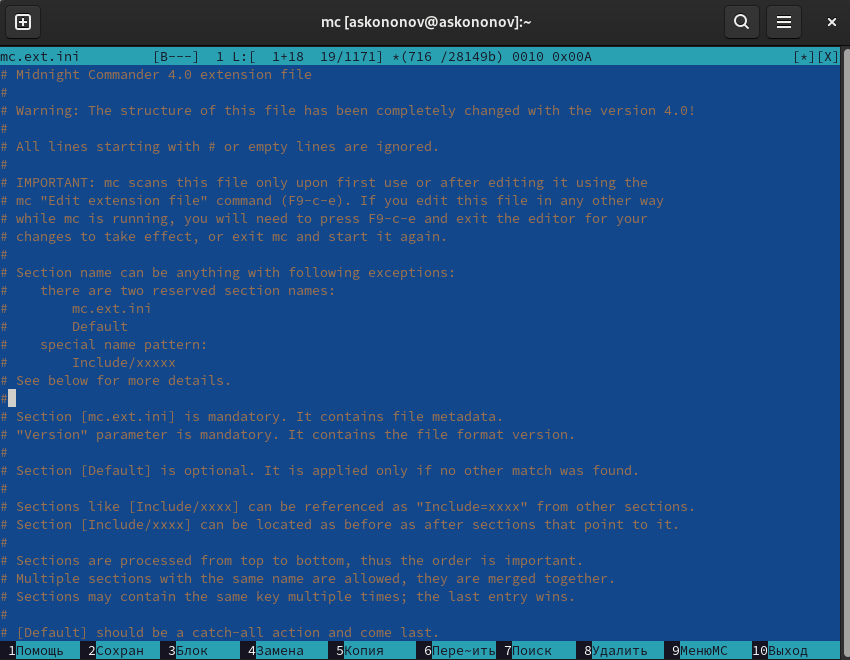 mc [askononov@askononov]:~
mc.ext.ini [B---] 1 L:[ 1+18 19/1171] *(716 /28149b) 0010 0x00A [*][X]
# Midnight Commander 4.0 extension file
#
# Warning: The structure of this file has been completely changed with the version 4.0!
#
# All lines starting with # or empty lines are ignored.
#
# IMPORTANT: mc scans this file only upon first use or after editing it using the
# mc "Edit extension file" command (F9-c-e). If you edit this file in any other way
# while mc is running, you will need to press F9-c-e and exit the editor for your
# changes to take effect, or exit mc and start it again.
#
# Section name can be anything with following exceptions:
#    there are two reserved section names:
#        mc.ext.ini
#        Default
#    special name pattern:
#        Include/xxxxx
# See below for more details.
#
# Section [mc.ext.ini] is mandatory. It contains file metadata.
# "Version" parameter is mandatory. It contains the file format version.
#
# Section [Default] is optional. It is applied only if no other match was found.
#
# Sections like [Include/xxxx] can be referenced as "Include=xxxx" from other sections.
# Section [Include/xxxx] can be located as before as after sections that point to it.
#
# Sections are processed from top to bottom, thus the order is important.
# Multiple sections with the same name are allowed, they are merged together.
# Sections may contain the same key multiple times; the last entry wins.
#
# [Default] should be a catch-all action and come last.
1Помощь 2Сохран 3Блок 4Замена 5Копия 6Пере~ить 7Поиск 8Удалить 9МенюMC 10Выход